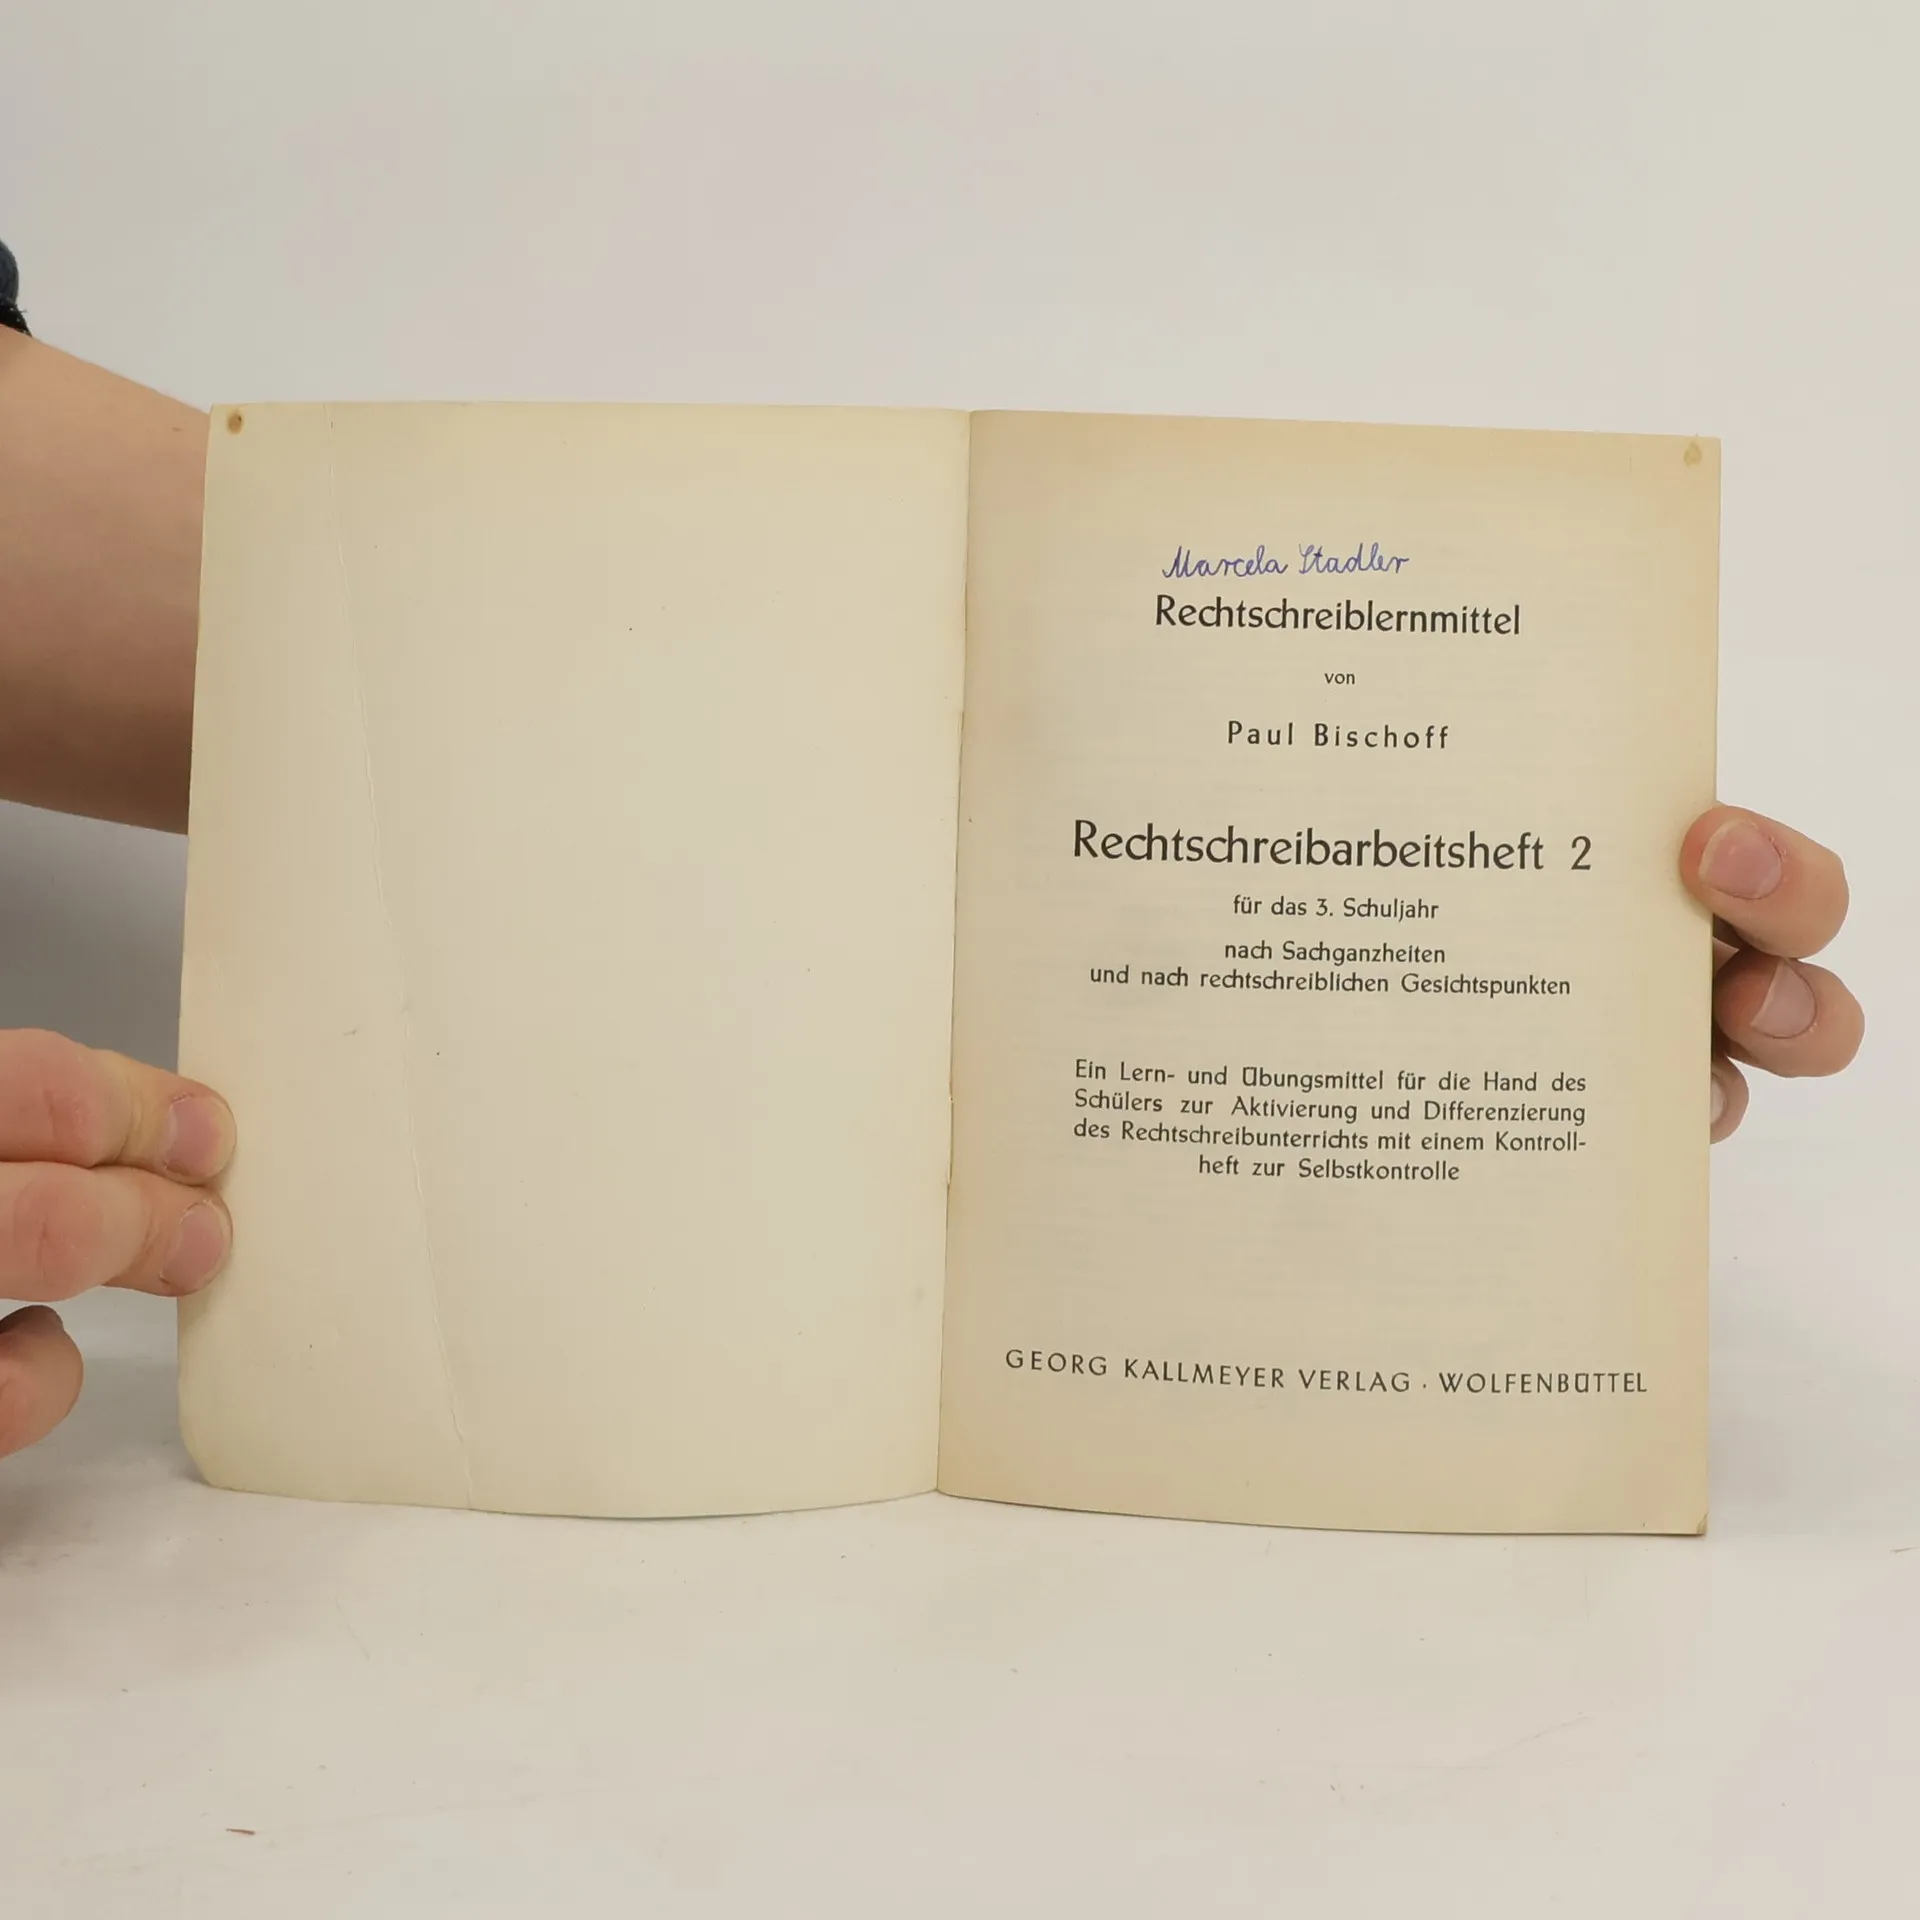 Marcela Stadler
Rechtschreiblernmittel
von
Paul Bischoff
Rechtschreibarbeitsheft 2
für das 3. Schuljahr
nach Sachganzheiten
und nach rechtschreiblichen Gesichtspunkten
Ein Lern- und Übungsmittel für die Hand des
Schülers zur Aktivierung und Differenzierung
des Rechtschreibunterrichts mit einem Kontroll-
heft zur Selbstkontrolle
GEORG KALLMEYER VERLAG · WOLFENBÜTTEL